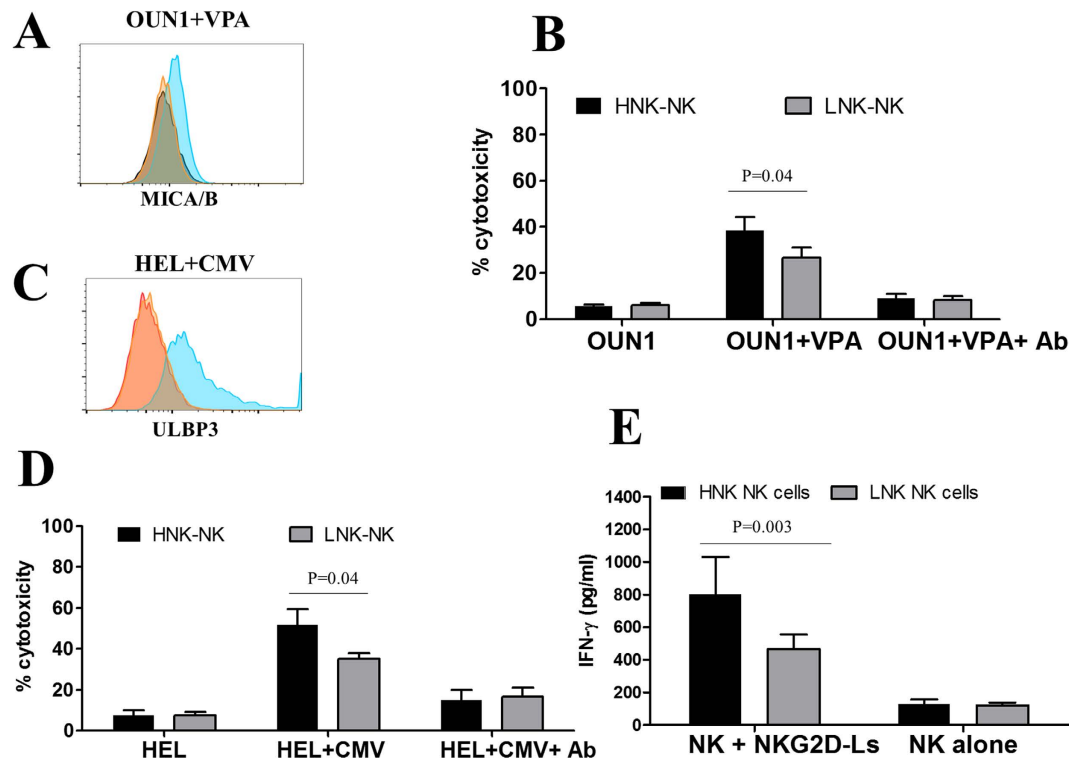 A
OUN1+VPA
MICA/B
B
% cytotoxicity
100
80
60
40
20
0
HNK-NK
LNK-NK
P=0.04
OUN1
OUN1+VPA
OUN1+VPA+ Ab
C
HEL+CMV
ULBP3
D
% cytotoxicity
100
80
60
40
20
0
HNK-NK
LNK-NK
P=0.04
HEL
HEL+CMV
HEL+CMV+ Ab
E
IFN-γ (pg/ml)
1400
1200
1000
800
600
400
200
0
HNK NK cells
LNK NK cells
P=0.003
NK + NKG2D-Ls
NK alone